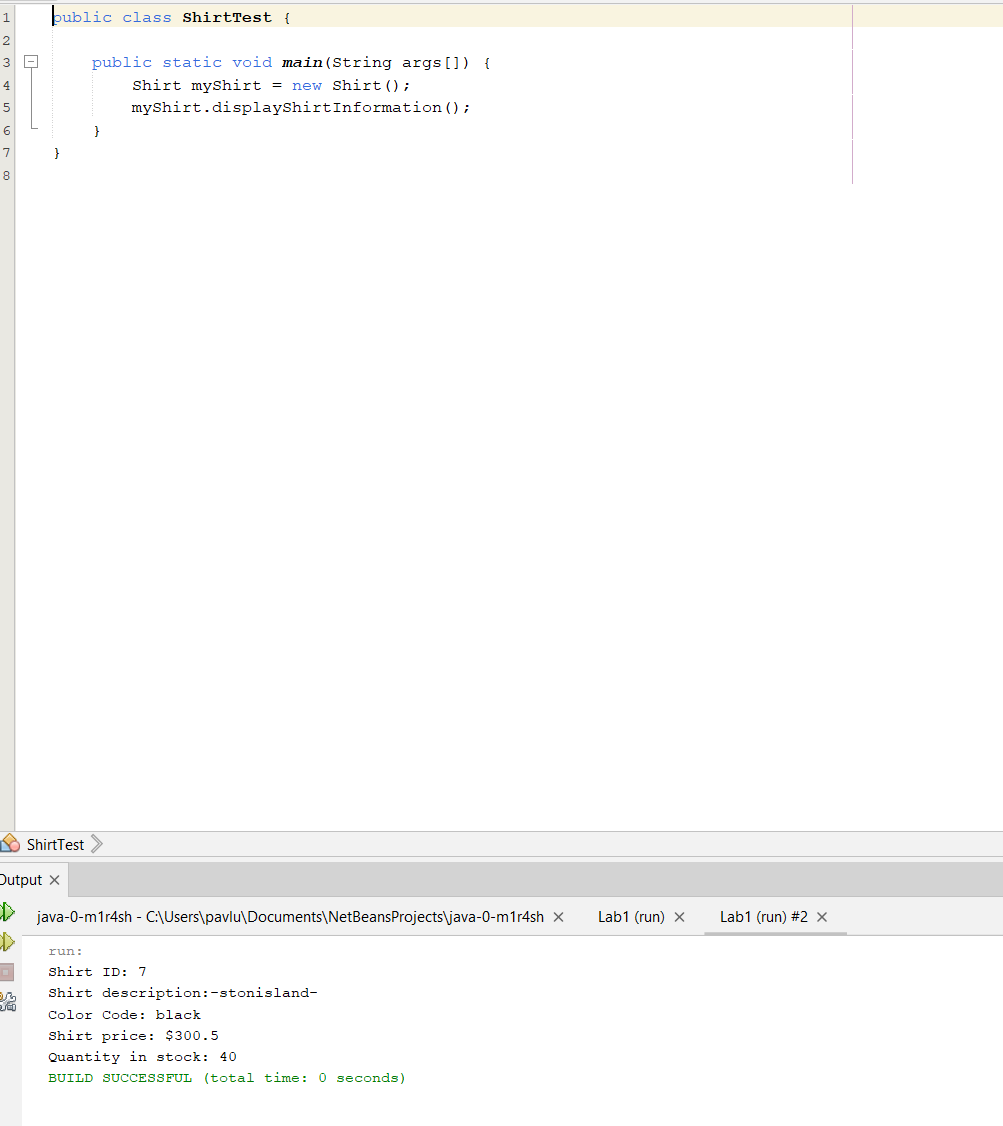 1 public class ShirtTest {
2
3     public static void main(String args[]) {
4         Shirt myShirt = new Shirt();
5         myShirt.displayShirtInformation();
6     }
7 }
8
ShirtTest
Output
java-0-m1r4sh - C:\Users\pavlu\Documents\NetBeansProjects\java-0-m1r4sh Lab1 (run) Lab1 (run) #2
run:
Shirt ID: 7
Shirt description:-stonisland-
Color Code: black
Shirt price: $300.5
Quantity in stock: 40
BUILD SUCCESSFUL (total time: 0 seconds)